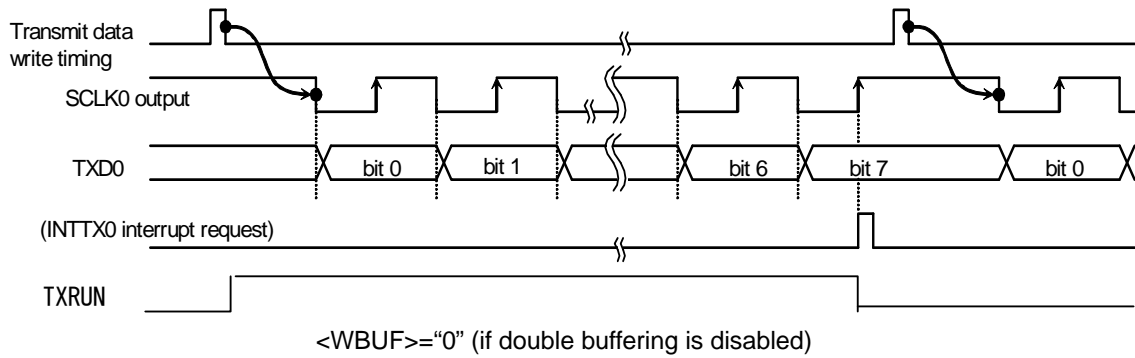 Transmit data
write timing
SCLK0 output
TXD0
bit 0
bit 1
bit 6
bit 7
bit 0
(INTTX0 interrupt request)
TXRUN
<WBUF>=“0” (if double buffering is disabled)